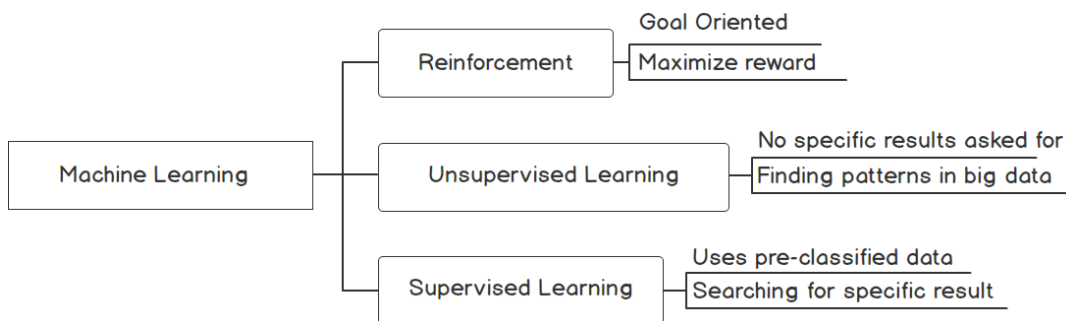 Machine Learning
Reinforcement
Goal Oriented
Maximize reward
Unsupervised Learning
No specific results asked for
Finding patterns in big data
Supervised Learning
Uses pre-classified data
Searching for specific result